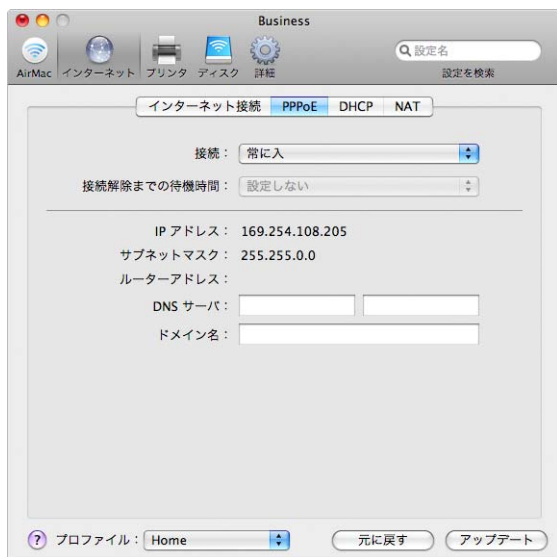 Business
AirMac インターネット プリンタ ディスク 詳細
設定名
設定を検索
インターネット接続 PPPoE DHCP NAT
接続： 常に入
接続解除までの待機時間： 設定しない
IP アドレス： 169.254.108.205
サブネットマスク： 255.255.0.0
ルーターアドレス：
DNS サーバ：
ドメイン名：
? プロファイル： Home 元に戻す アップデート